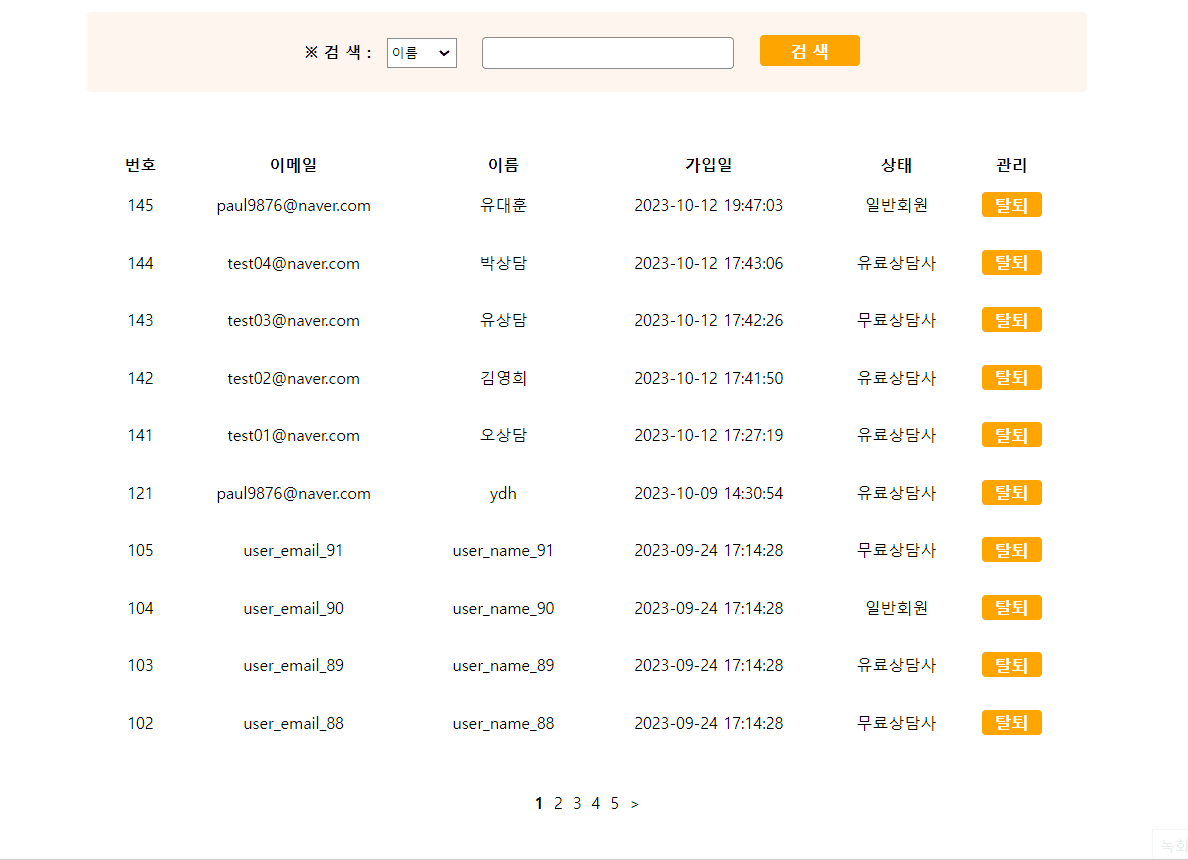 ※ 검 색 : 이름 검 색
번호 이메일 이름 가입일 상태 관리
145 paul9876@naver.com 유대훈 2023-10-12 19:47:03 일반회원 탈퇴
144 test04@naver.com 박상담 2023-10-12 17:43:06 유료상담사 탈퇴
143 test03@naver.com 유상담 2023-10-12 17:42:26 무료상담사 탈퇴
142 test02@naver.com 김영희 2023-10-12 17:41:50 유료상담사 탈퇴
141 test01@naver.com 오상담 2023-10-12 17:27:19 유료상담사 탈퇴
121 paul9876@naver.com ydh 2023-10-09 14:30:54 유료상담사 탈퇴
105 user_email_91 user_name_91 2023-09-24 17:14:28 무료상담사 탈퇴
104 user_email_90 user_name_90 2023-09-24 17:14:28 일반회원 탈퇴
103 user_email_89 user_name_89 2023-09-24 17:14:28 유료상담사 탈퇴
102 user_email_88 user_name_88 2023-09-24 17:14:28 무료상담사 탈퇴
1 2 3 4 5 >
녹화